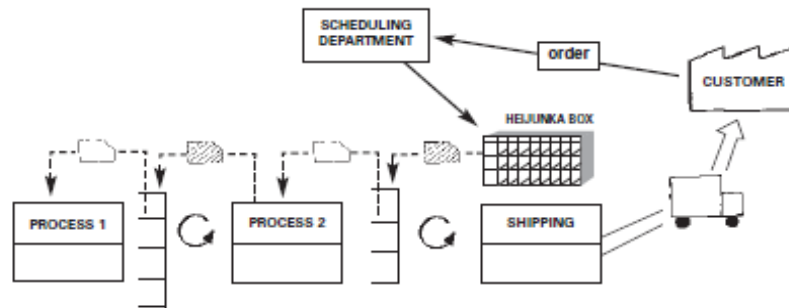 SCHEDULING
DEPARTMENT
order
CUSTOMER
HEIJUNKA BOX
PROCESS 1
PROCESS 2
SHIPPING